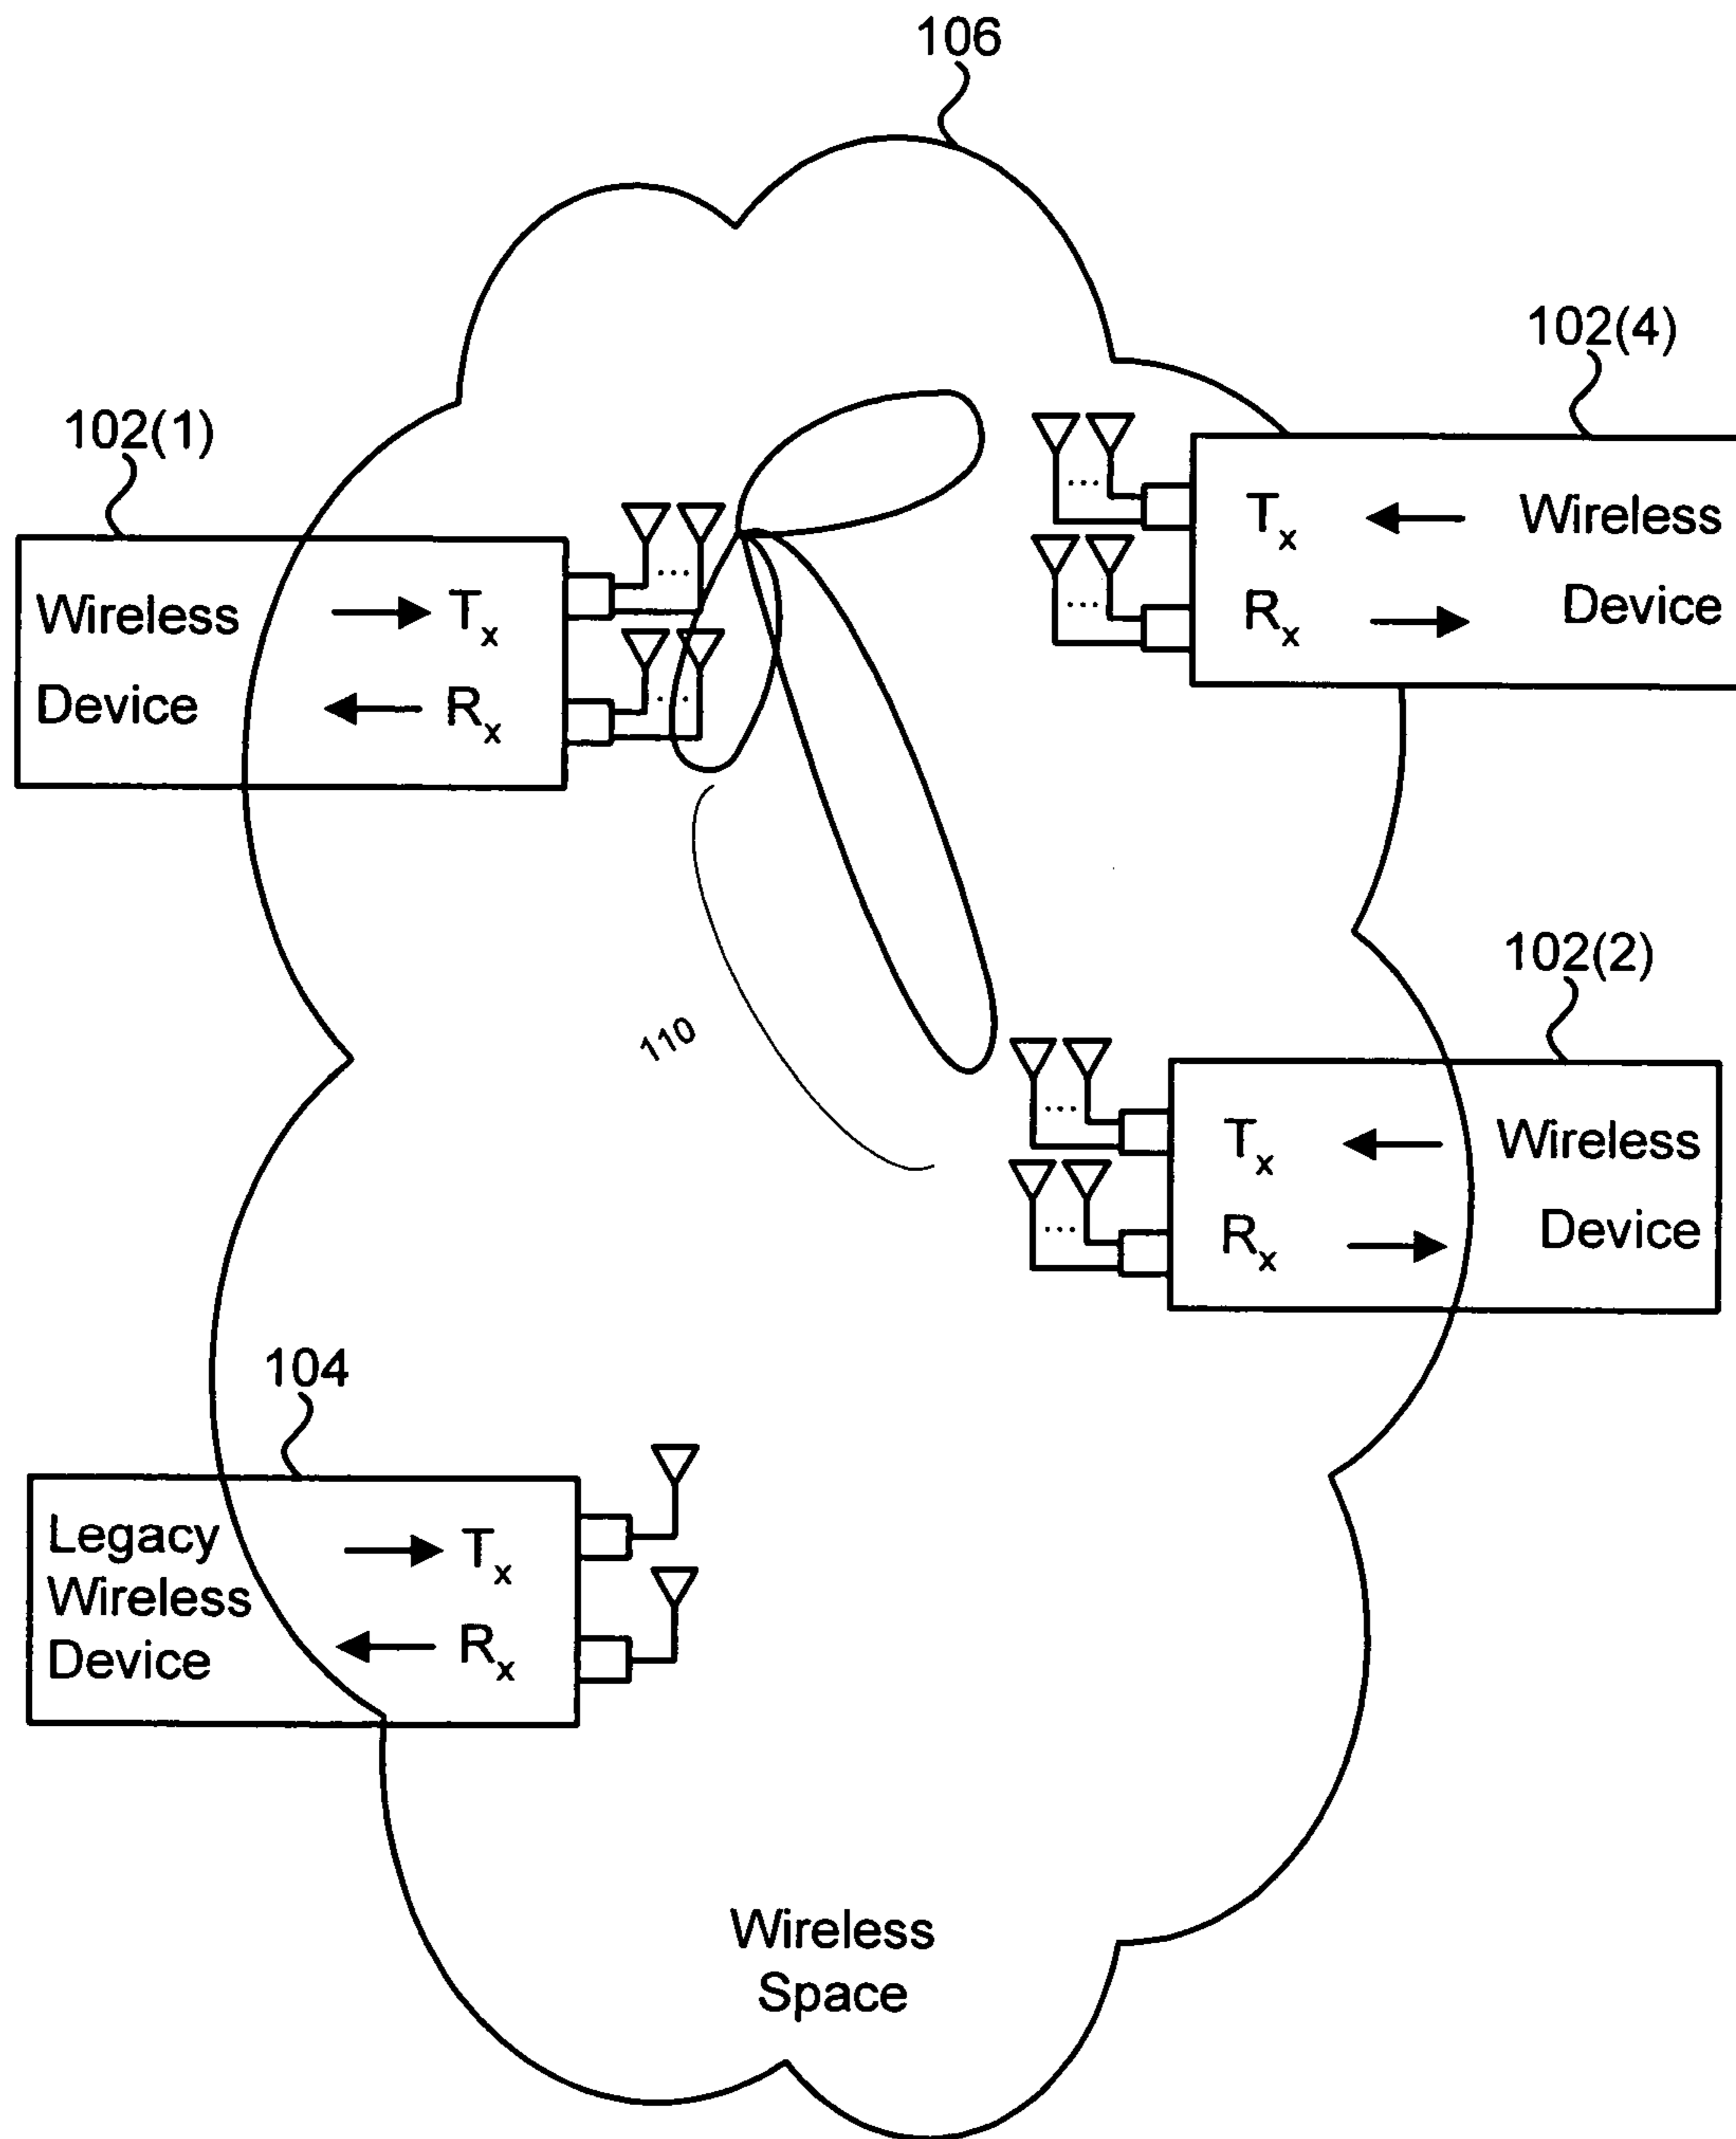 106
102(4)
102(1)
Wireless
Device
Tx
Rx
Tx
Rx
Wireless
Device
102(2)
110
Tx
Rx
Wireless
Device
104
Legacy
Wireless
Device
Tx
Rx
Wireless
Space